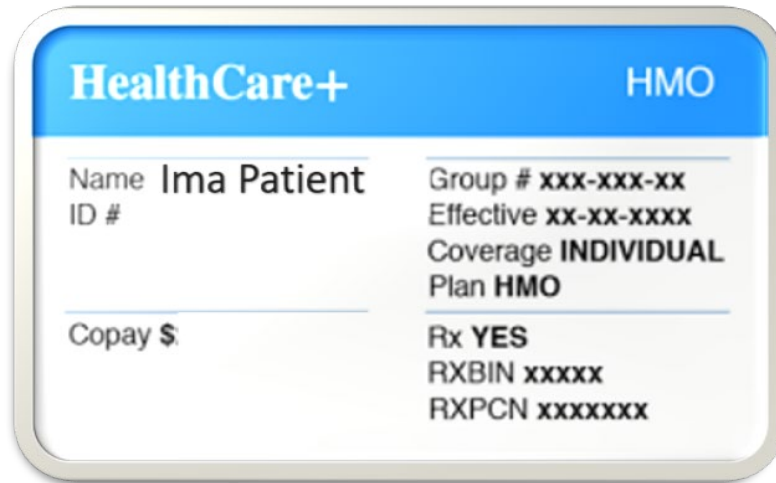 HealthCare+ HMO
Name Ima Patient
ID #
Group # xxx-xxx-xx
Effective xx-xx-xxxx
Coverage INDIVIDUAL
Plan HMO
Copay $
Rx YES
RXBIN xxxxx
RXPCN xxxxxxx